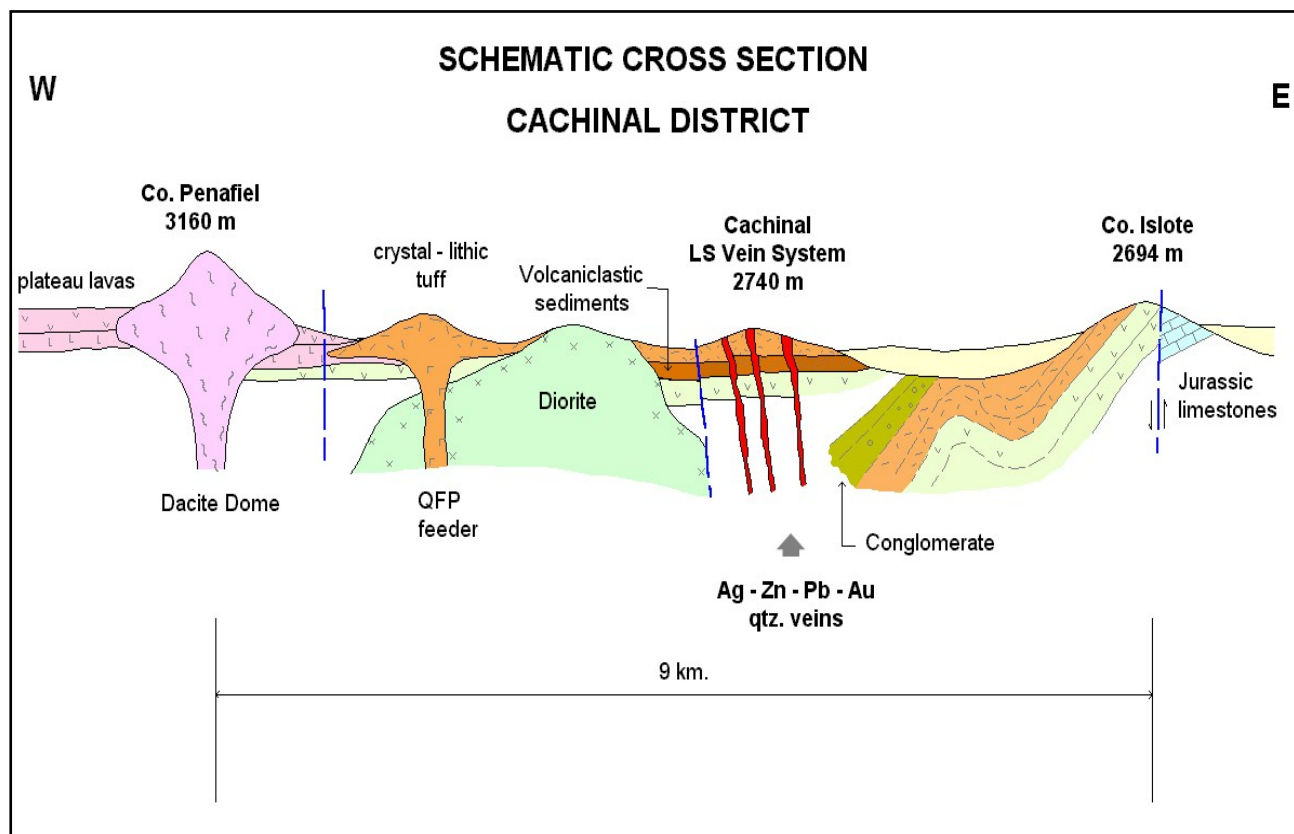 SCHEMATIC CROSS SECTION
CACHINAL DISTRICT
W
E
Co. Penafiel
3160 m
plateau lavas
crystal - lithic
tuff
Volcaniclastic
sediments
Cachinal
LS Vein System
2740 m
Co. Islote
2694 m
Diorite
Jurassic
limestones
Dacite Dome
QFP
feeder
Conglomerate
Ag - Zn - Pb - Au
qtz. veins
9 km.